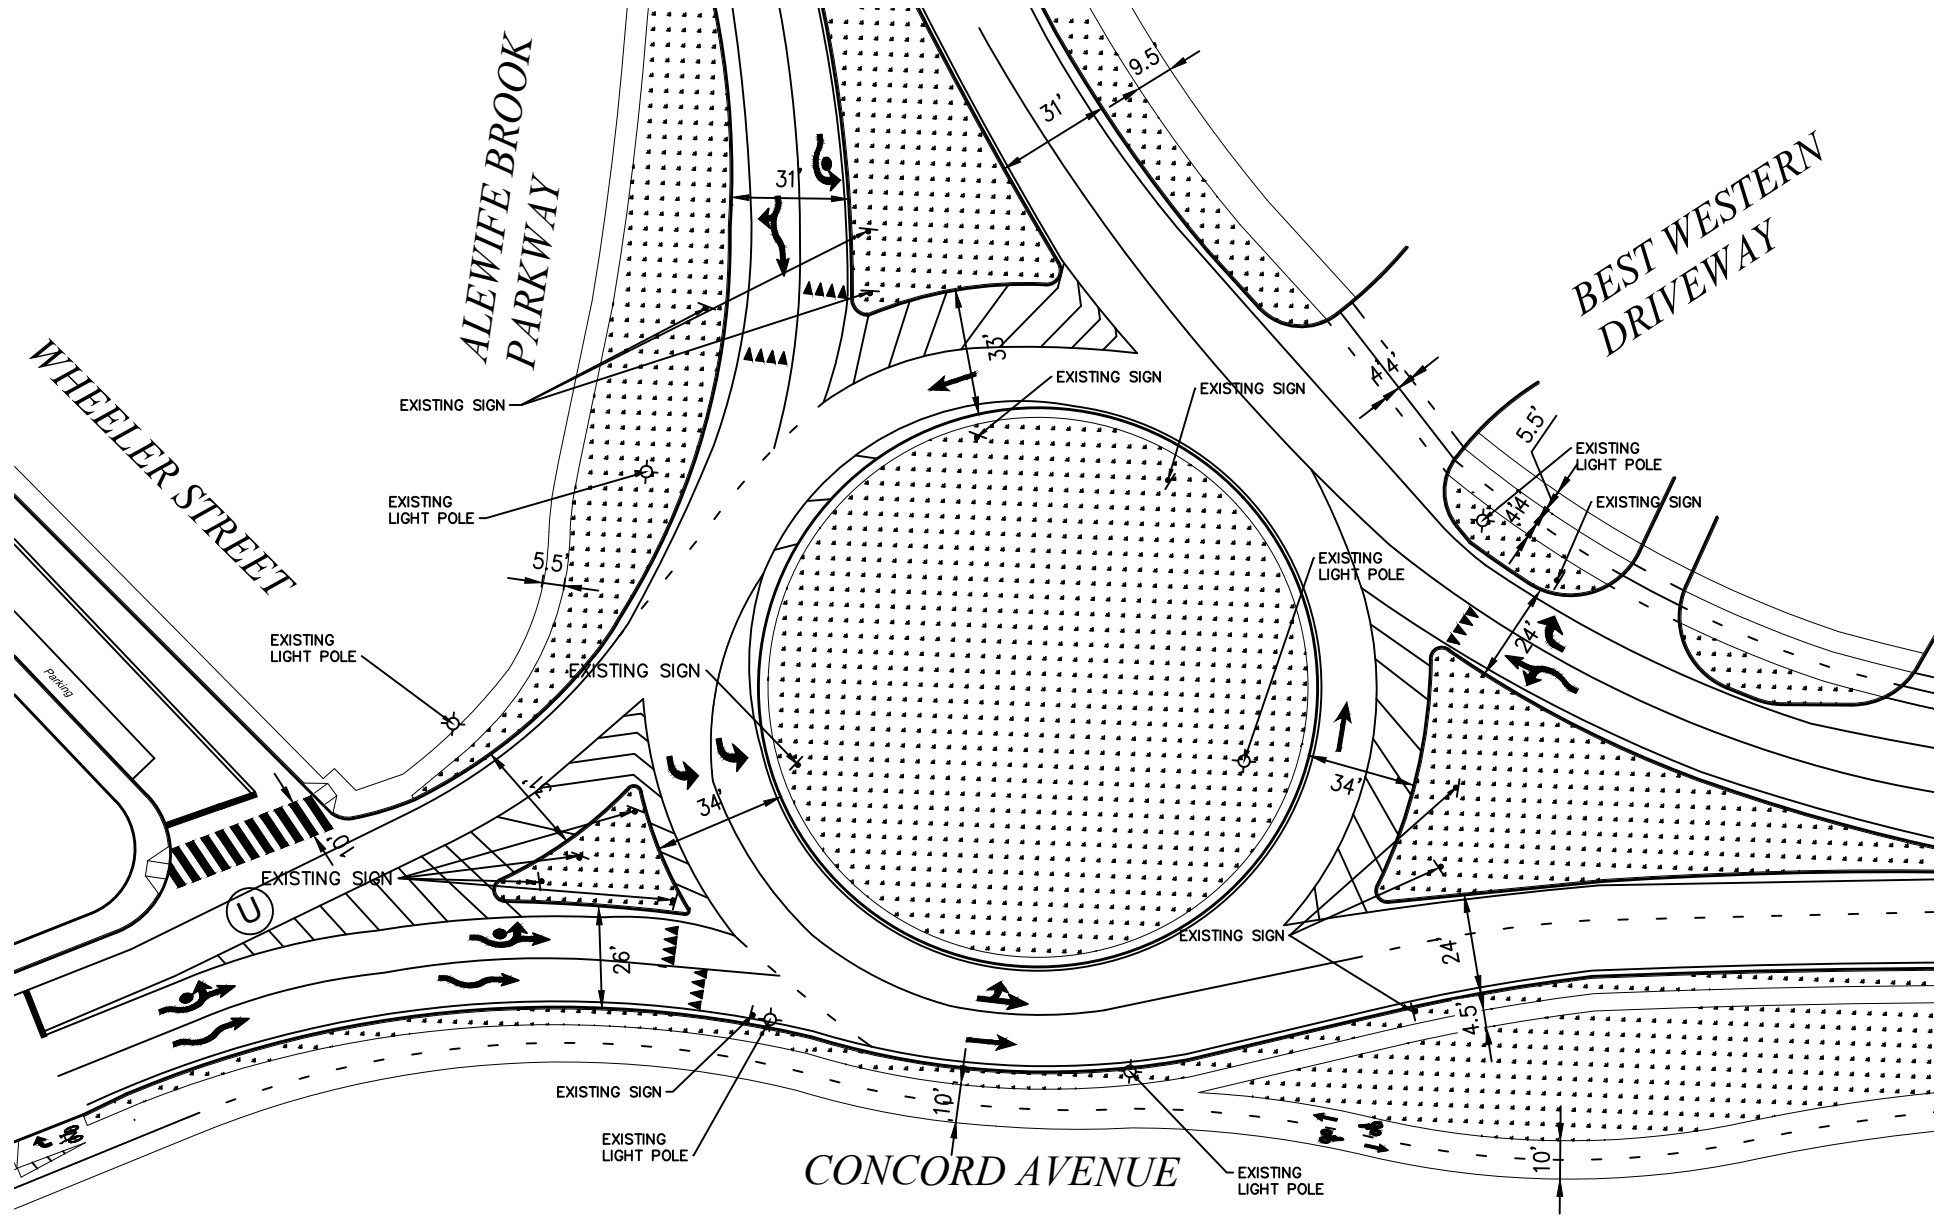 ALEWIFE BROOK
PARKWAY
9.5'
31'
31'
BEST WESTERN
DRIVEWAY
WHEELER STREET
33'
4' 4'
EXISTING SIGN
EXISTING SIGN
EXISTING SIGN
5.5'
EXISTING
LIGHT POLE
EXISTING SIGN
4' 4'
EXISTING
LIGHT POLE
5.5'
EXISTING
LIGHT POLE
24'
EXISTING
LIGHT POLE
EXISTING SIGN
Parking
34'
34'
10'
EXISTING SIGN
U
26'
EXISTING SIGN
24'
4.5'
EXISTING SIGN
10'
EXISTING
LIGHT POLE
10'
CONCORD AVENUE
EXISTING
LIGHT POLE